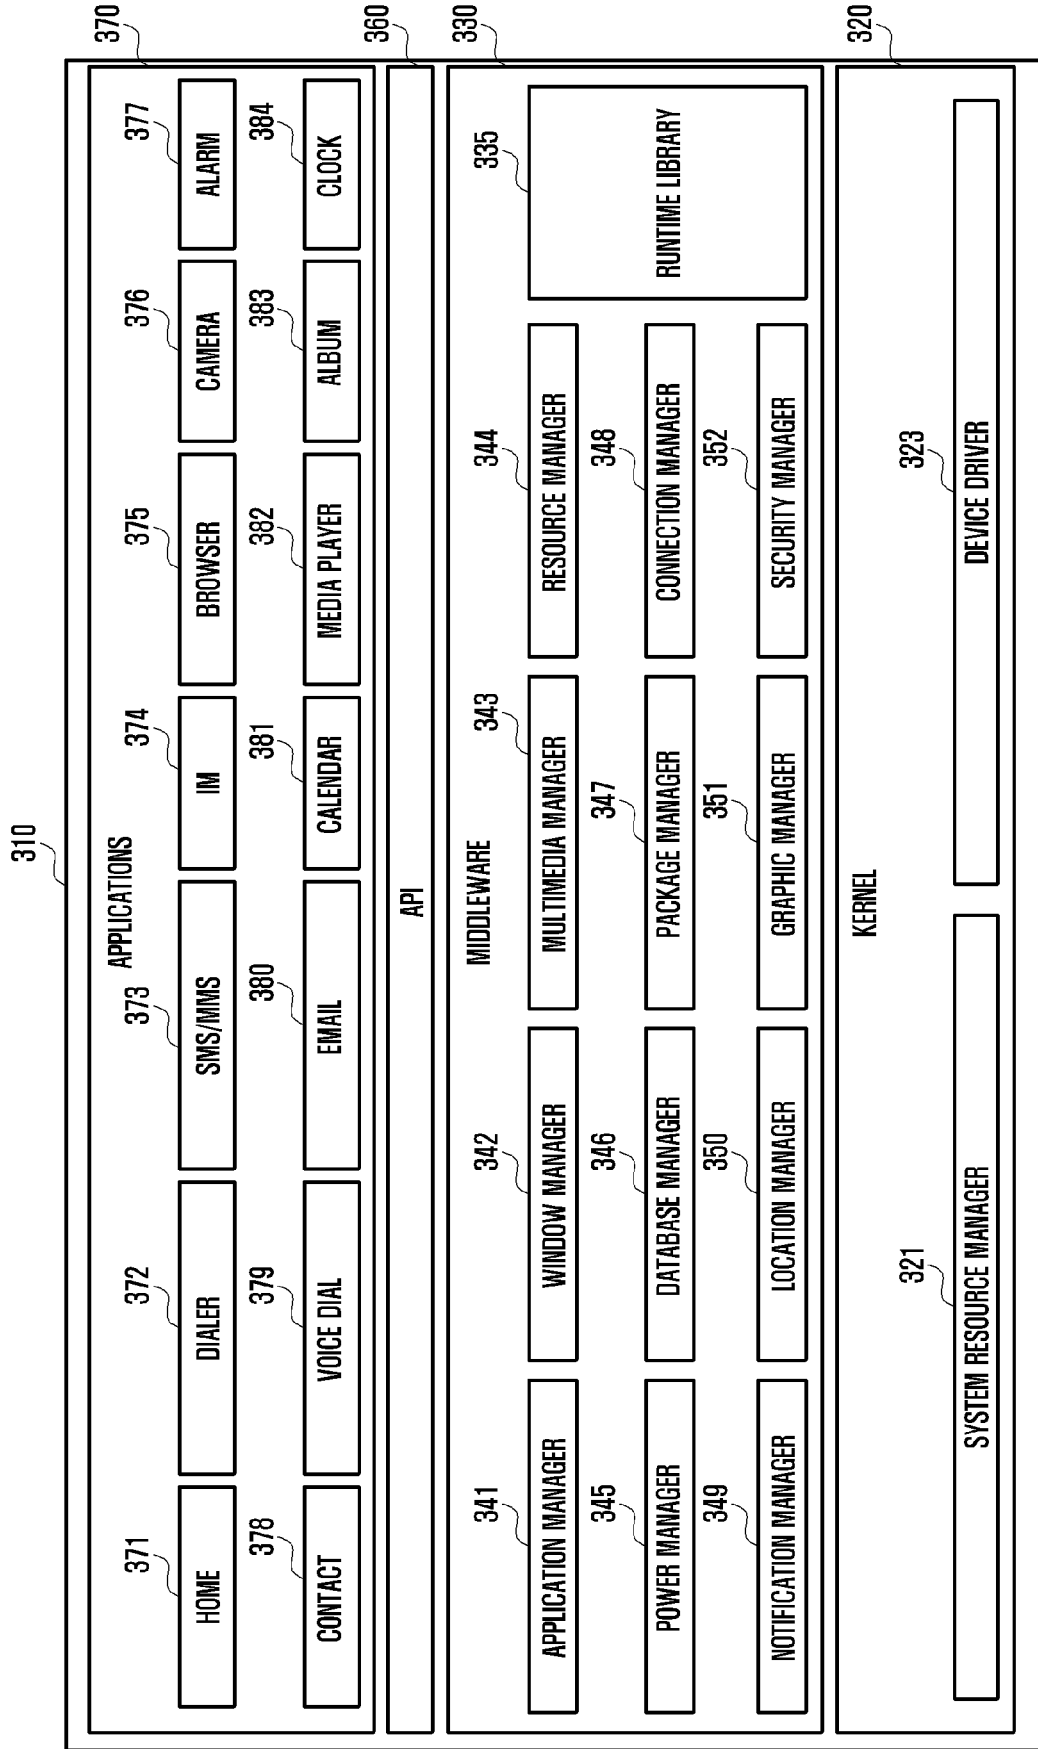 310
APPLICATIONS
370
371
372
373
374
375
376
377
HOME
DIALER
SMS/MMS
IM
BROWSER
CAMERA
ALARM
378
379
380
381
382
383
384
CONTACT
VOICE DIAL
EMAIL
CALENDAR
MEDIA PLAYER
ALBUM
CLOCK
API
360
MIDDLEWARE
330
341
342
343
344
335
APPLICATION MANAGER
WINDOW MANAGER
MULTIMEDIA MANAGER
RESOURCE MANAGER
RUNTIME LIBRARY
345
346
347
348
POWER MANAGER
DATABASE MANAGER
PACKAGE MANAGER
CONNECTION MANAGER
349
350
351
352
NOTIFICATION MANAGER
LOCATION MANAGER
GRAPHIC MANAGER
SECURITY MANAGER
KERNEL
320
321
323
SYSTEM RESOURCE MANAGER
DEVICE DRIVER